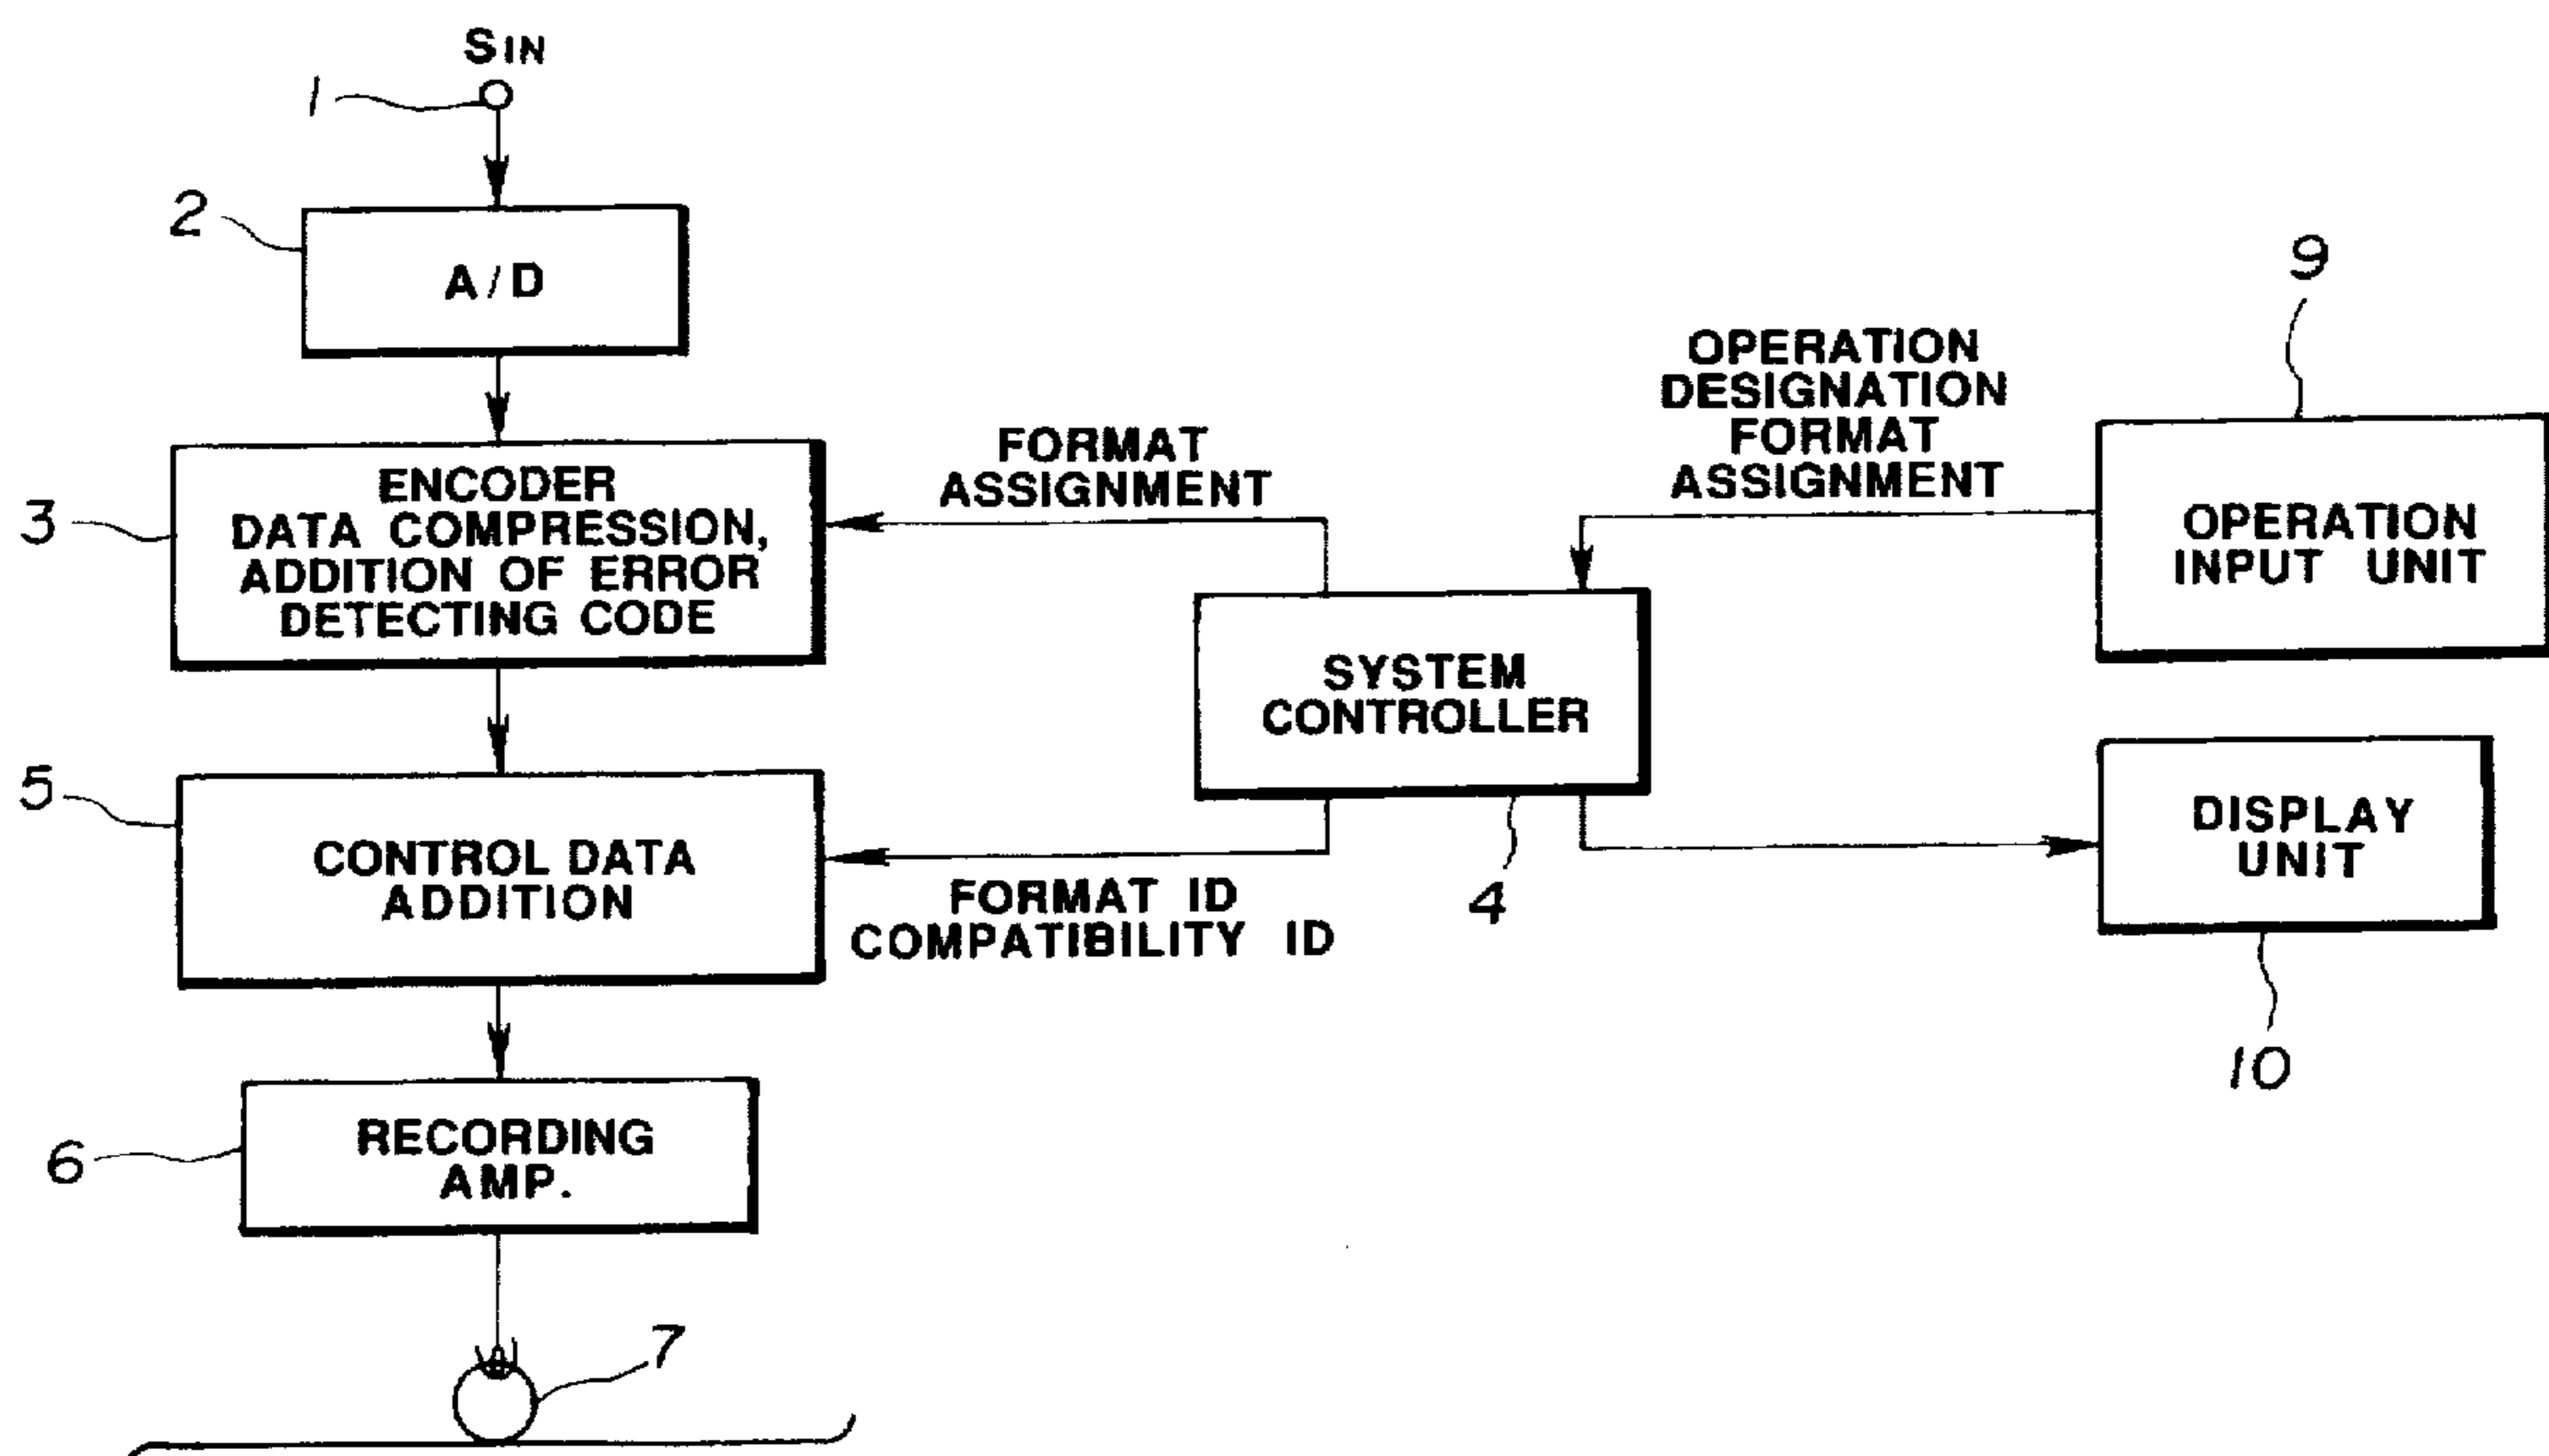 SIN
1
2
A/D
9
OPERATION
DESIGNATION
FORMAT
ASSIGNMENT
FORMAT
ASSIGNMENT
3
ENCODER
DATA COMPRESSION,
ADDITION OF ERROR
DETECTING CODE
OPERATION
INPUT UNIT
SYSTEM
CONTROLLER
5
CONTROL DATA
ADDITION
DISPLAY
UNIT
FORMAT ID
COMPATIBILITY ID
4
10
6
RECORDING
AMP.
7